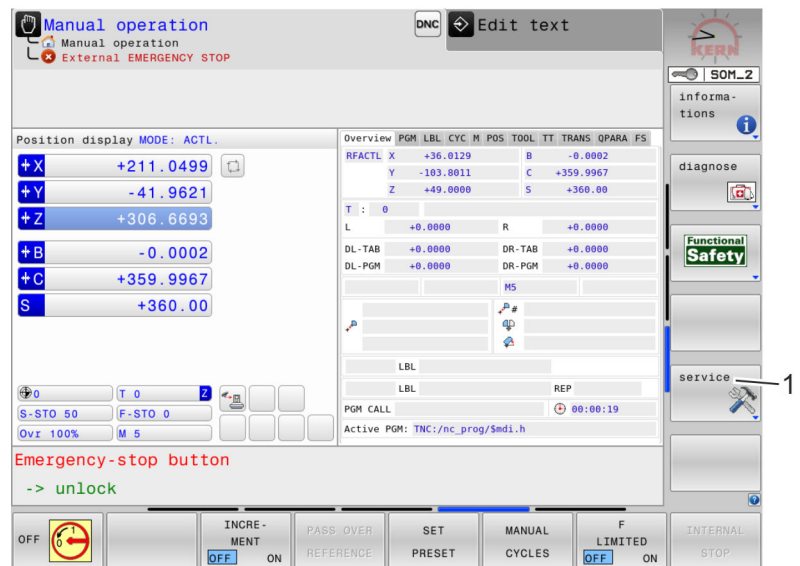 Manual operation
DNC
Edit text
Manual operation
External EMERGENCY STOP
KERN
SOM_2
informa-
tions
Position display MODE: ACTL.
Overview PGM LBL CYC M POS TOOL TT TRANS QPARA FS
+X +211.0499
+Y -41.9621
+Z +306.6693
+B -0.0002
+C +359.9967
S +360.00
RFACTL X +36.0129 B -0.0002
Y -103.8011 C +359.9967
Z +49.0000 S +360.00
T : 0
L +0.0000 R +0.0000
DL-TAB +0.0000 DR-TAB +0.0000
DL-PGM +0.0000 DR-PGM +0.0000
M5
#
LBL
LBL REP
PGM CALL 00:00:19
Active PGM: TNC:/nc_prog/$mdi.h
diagnose
Functional
Safety
service
1
0 T 0 Z
S-STO 50 F-STO 0
Ovr 100% M 5
Emergency-stop button
-> unlock
OFF 0 1
INCRE-
MENT
OFF ON
PASS OVER
REFERENCE
SET
PRESET
MANUAL
CYCLES
F
LIMITED
OFF ON
INTERNAL
STOP